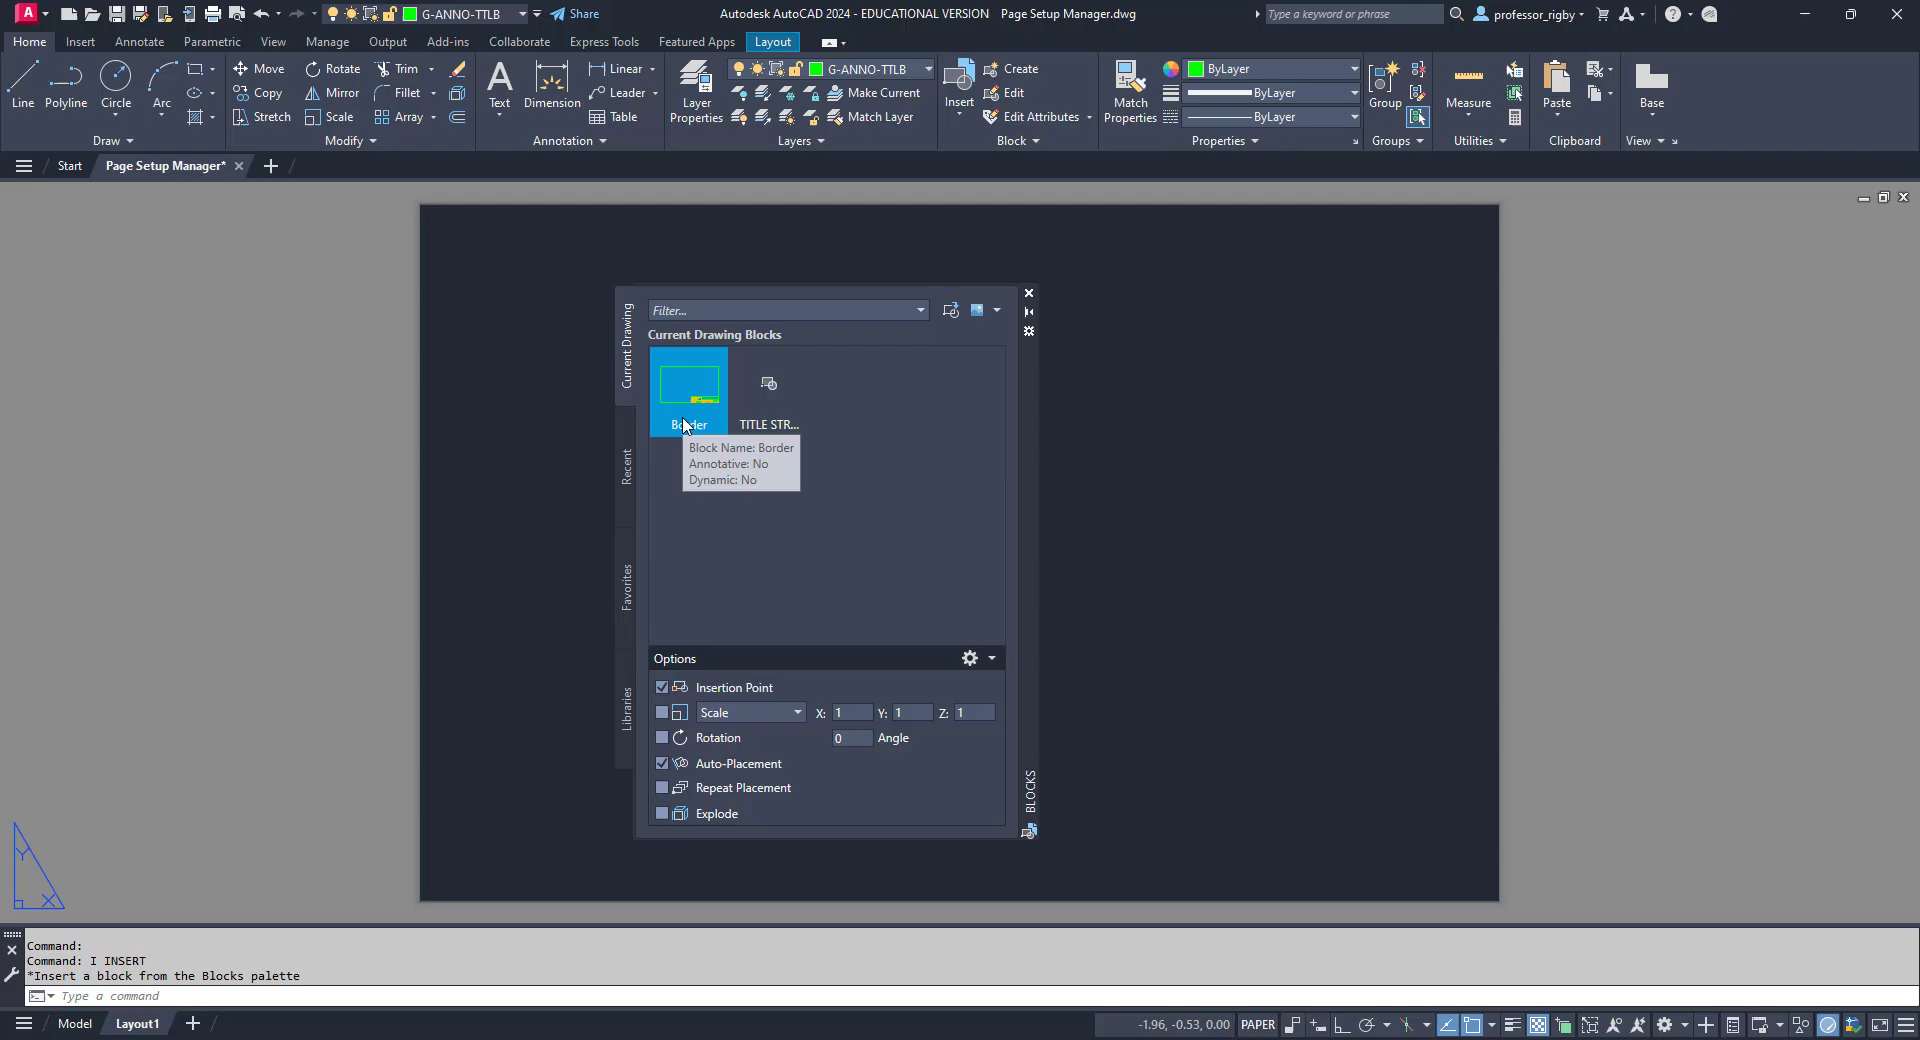 G-ANNO-TTLB
Share
Autodesk AutoCAD 2024 - EDUCATIONAL VERSION Page Setup Manager.dwg
Type a keyword or phrase
professor_rigby
Home Insert Annotate Parametric View Manage Output Add-ins Collaborate Express Tools Featured Apps Layout
Line Polyline Circle Arc
Move Rotate Trim
Copy Mirror Fillet
Stretch Scale Array
Text Dimension
Linear
Leader
Table
Layer
Properties
G-ANNO-TTLB
Make Current
Match Layer
Insert
Create
Edit
Edit Attributes
Match
Properties
ByLayer
ByLayer
ByLayer
Group
Measure
Paste
Base
Draw Modify Annotation Layers Block Properties Groups Utilities Clipboard View
Start Page Setup Manager*
Current Drawing
Recent
Favorites
Libraries
Filter...
Current Drawing Blocks
Border TITLE STR...
Block Name: Border
Annotative: No
Dynamic: No
Options
Insertion Point
Scale X: 1 Y: 1 Z: 1
Rotation 0 Angle
Auto-Placement
Repeat Placement
Explode
BLOCKS
Y
X
Command:
Command: I INSERT
*Insert a block from the Blocks palette
Type a command
Model Layout1
-1.96, -0.53, 0.00 PAPER